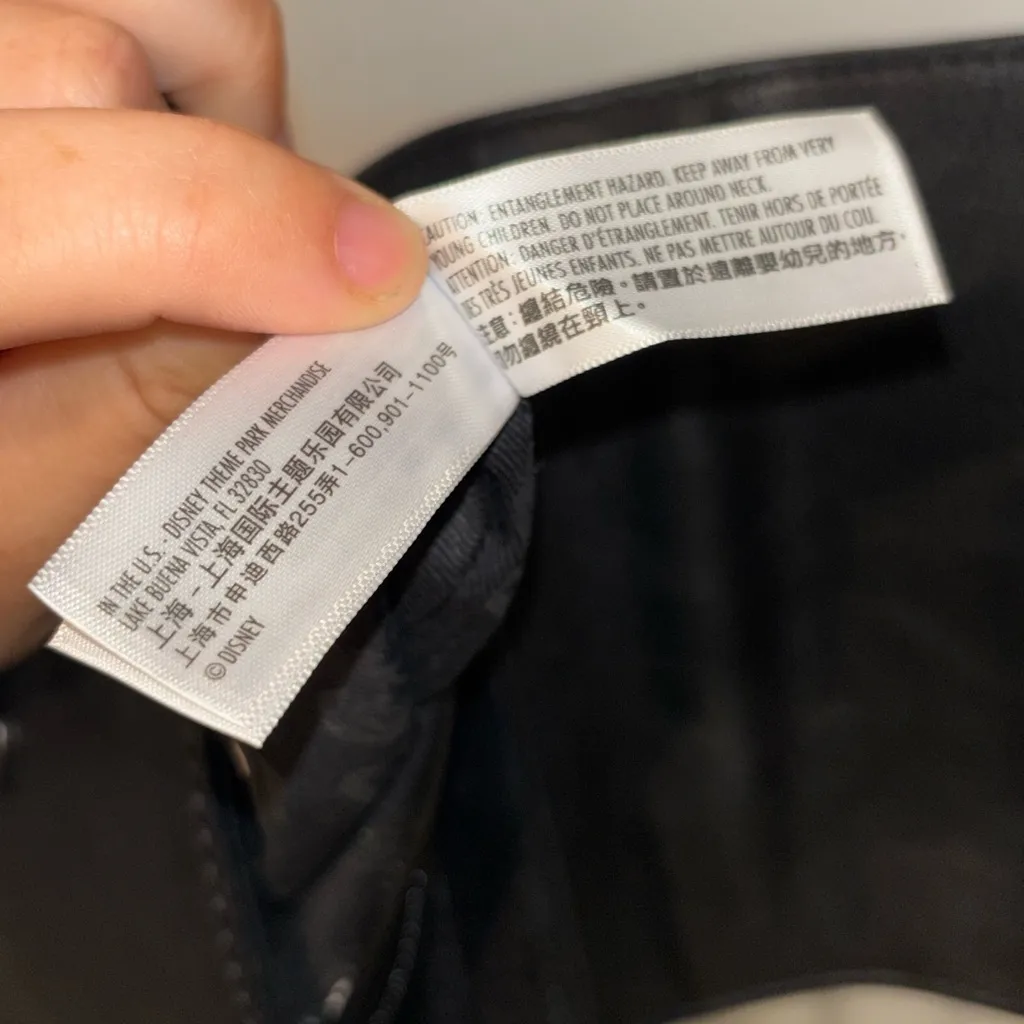 CAUTION: ENTANGLEMENT HAZARD. KEEP AWAY FROM VERY
YOUNG CHILDREN. DO NOT PLACE AROUND NECK.
ATTENTION: DANGER D'ÉTRANGLEMENT. TENIR HORS DE PORTÉE
DES TRÈS JEUNES ENFANTS. NE PAS METTRE AUTOUR DU COU.
注意:纏結危險。請置於遠離嬰幼兒的地方.
切勿纏繞在頸上。
IN THE U.S. - DISNEY THEME PARK MERCHANDISE
LAKE BUENA VISTA, FL 32830
上海 - 上海国际主题乐园有限公司
上海市申迪西路255弄1-600,901-1100号
© DISNEY